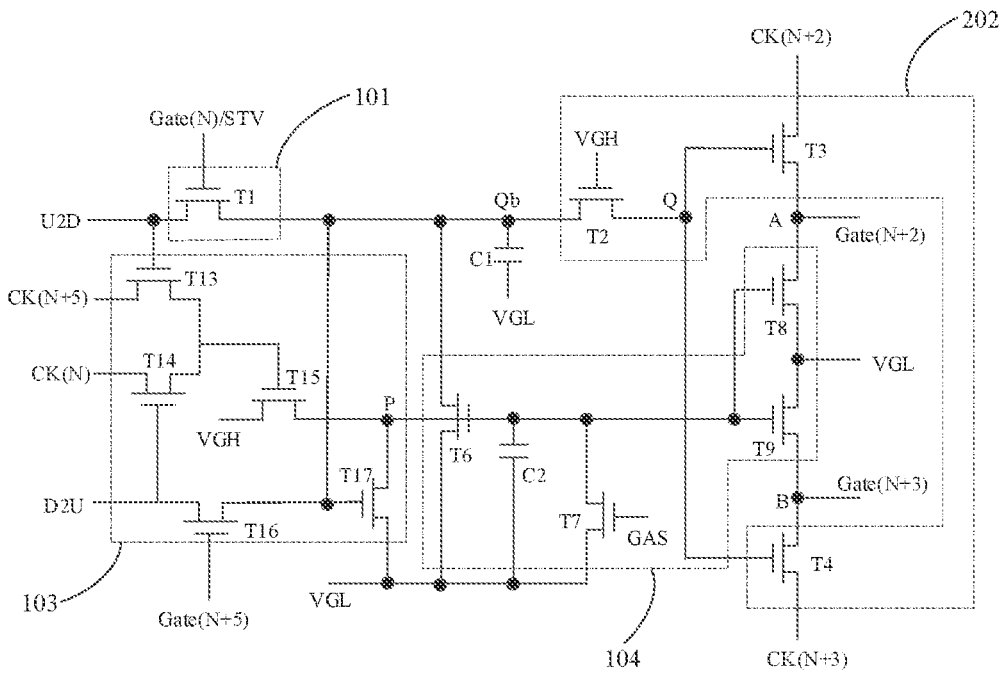 202
CK(N+2)
101
Gate(N)/STV
VGH
T3
T1
Qb
Q
A
U2D
T2
Gate(N+2)
C1
T13
CK(N+5)
VGL
T8
T14
VGL
CK(N)
T15
P
VGH
T6
T9
C2
T17
Gate(N+3)
D2U
B
T16
T7
GAS
T4
VGL
103
Gate(N+5)
104
CK(N+3)